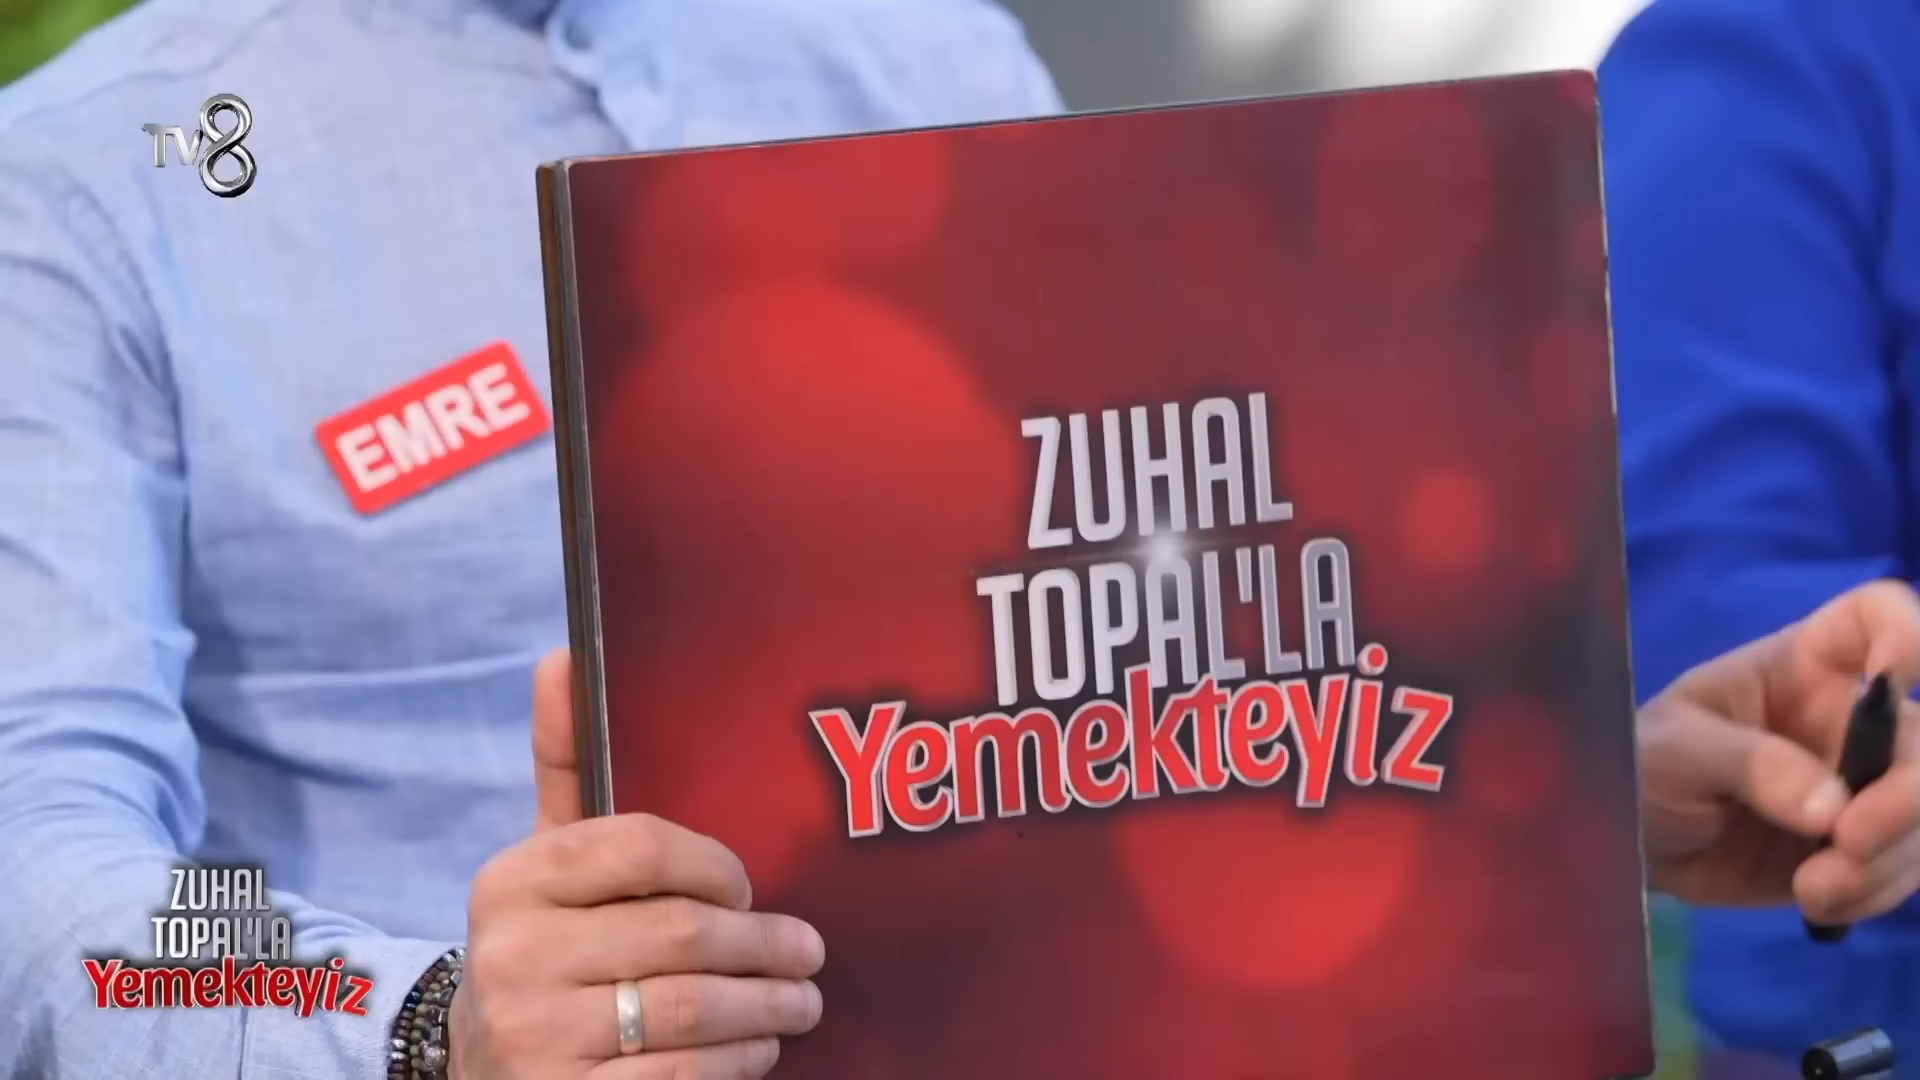 TV8
EMRE
ZUHAL
TOPAL'LA
Yemekteyiz
ZUHAL
TOPAL'LA
Yemekteyiz